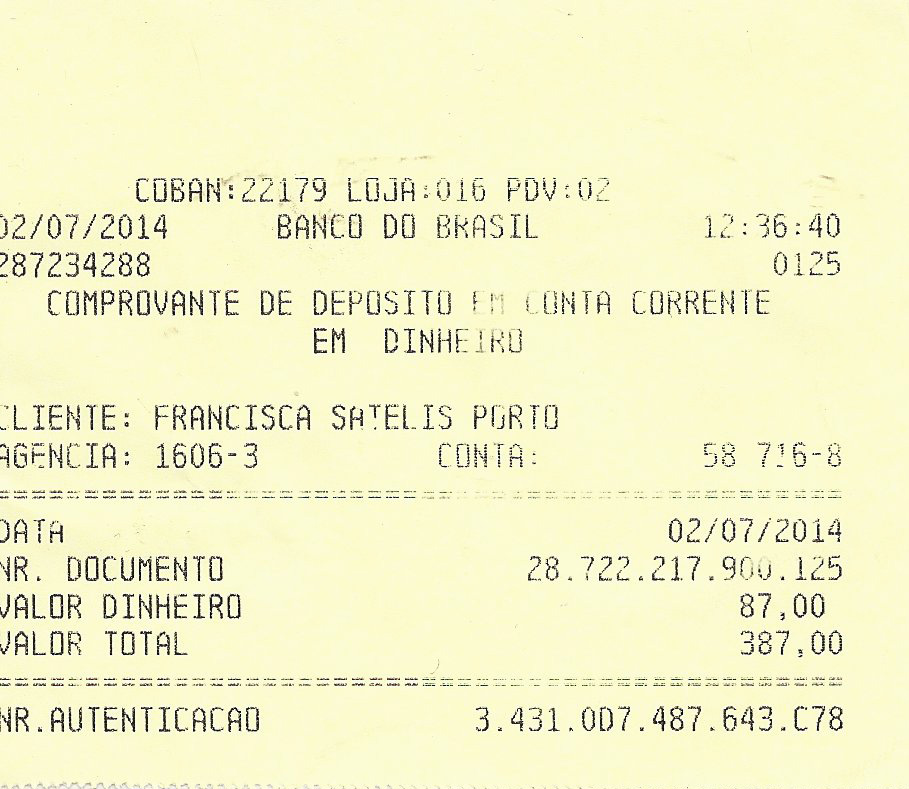 COBAN:22179 LOJA:016 PDV:02
02/07/2014 BANCO DO BRASIL 12:36:40
287234288 0125
COMPROVANTE DE DEPOSITO EM CONTA CORRENTE
EM DINHEIRO
CLIENTE: FRANCISCA SATELIS PORTO
AGENCIA: 1606-3 CONTA: 58 716-8
================================================
DATA 02/07/2014
NR. DOCUMENTO 28.722.217.900.125
VALOR DINHEIRO 87,00
VALOR TOTAL 387,00
================================================
NR.AUTENTICACAO 3.431.0D7.487.643.C78